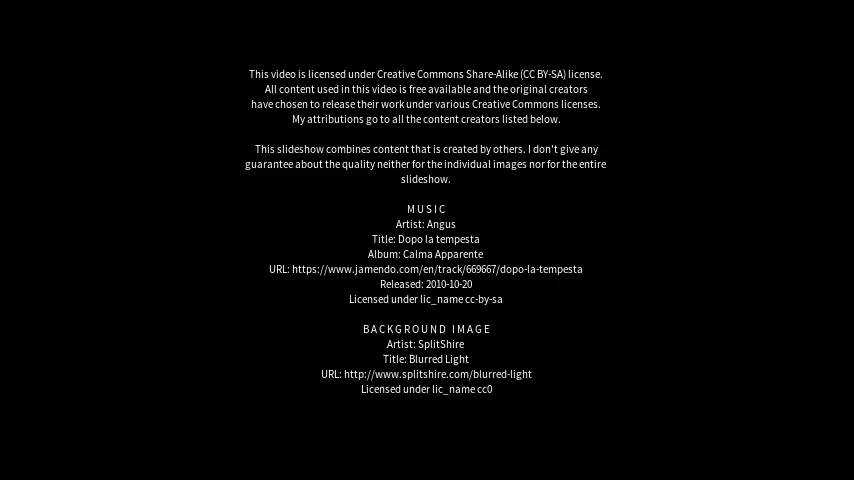 This video is licensed under Creative Commons Share-Alike (CC BY-SA) license.
All content used in this video is free available and the original creators
have chosen to release their work under various Creative Commons licenses.
My attributions go to all the content creators listed below.
This slideshow combines content that is created by others. I don't give any
guarantee about the quality neither for the individual images nor for the entire
slideshow.
MUSIC
Artist: Angus
Title: Dopo la tempesta
Album: Calma Apparente
URL: https://www.jamendo.com/en/track/669667/dopo-la-tempesta
Released: 2010-10-20
Licensed under lic_name cc-by-sa
BACKGROUND IMAGE
Artist: SplitShire
Title: Blurred Light
URL: http://www.splitshire.com/blurred-light
Licensed under lic_name cc0